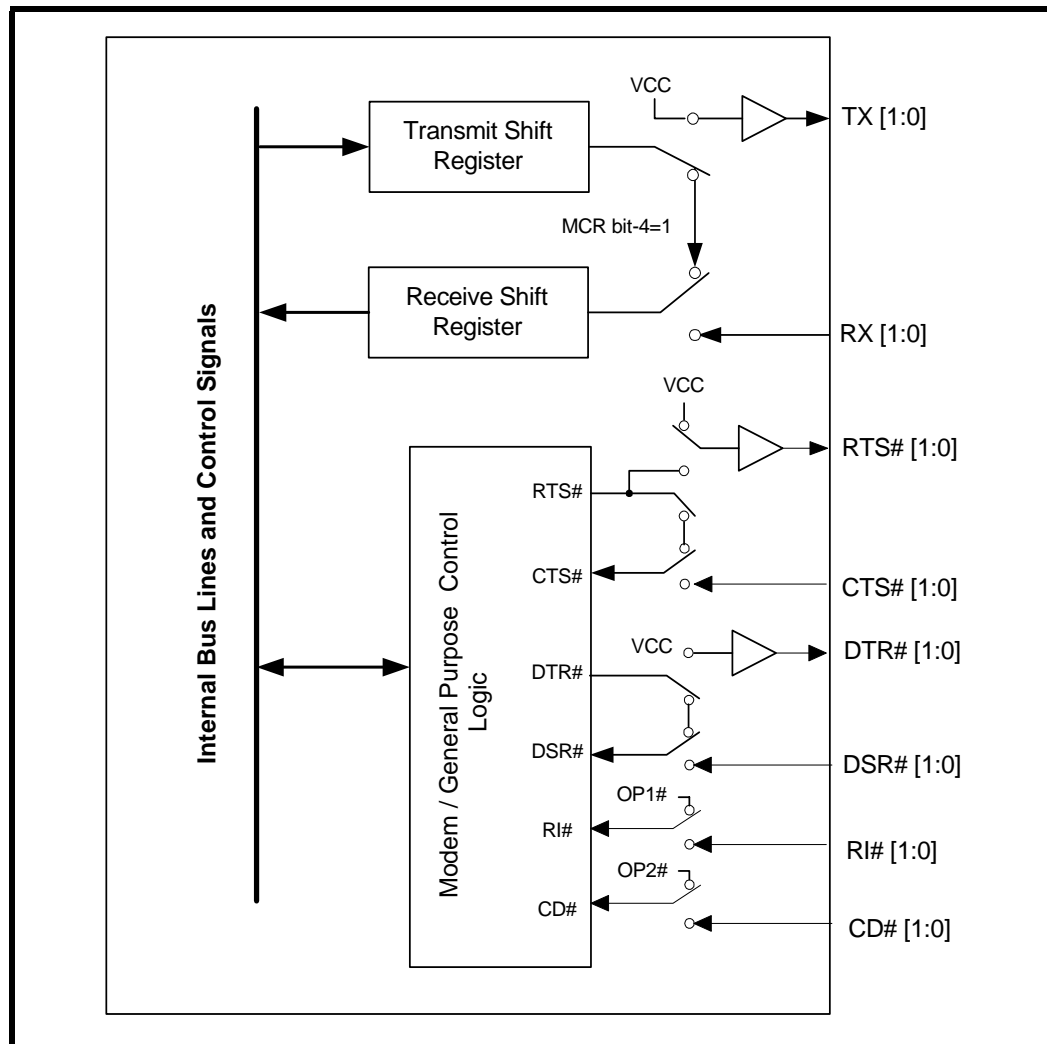 VCC
TX [1:0]
Transmit Shift
Register
MCR bit-4=1
Receive Shift
Register
RX [1:0]
Internal Bus Lines and Control Signals
VCC
RTS# [1:0]
Modem / General Purpose Control
Logic
RTS#
CTS#
CTS# [1:0]
VCC
DTR# [1:0]
DTR#
DSR#
DSR# [1:0]
OP1#
RI#
RI# [1:0]
OP2#
CD#
CD# [1:0]